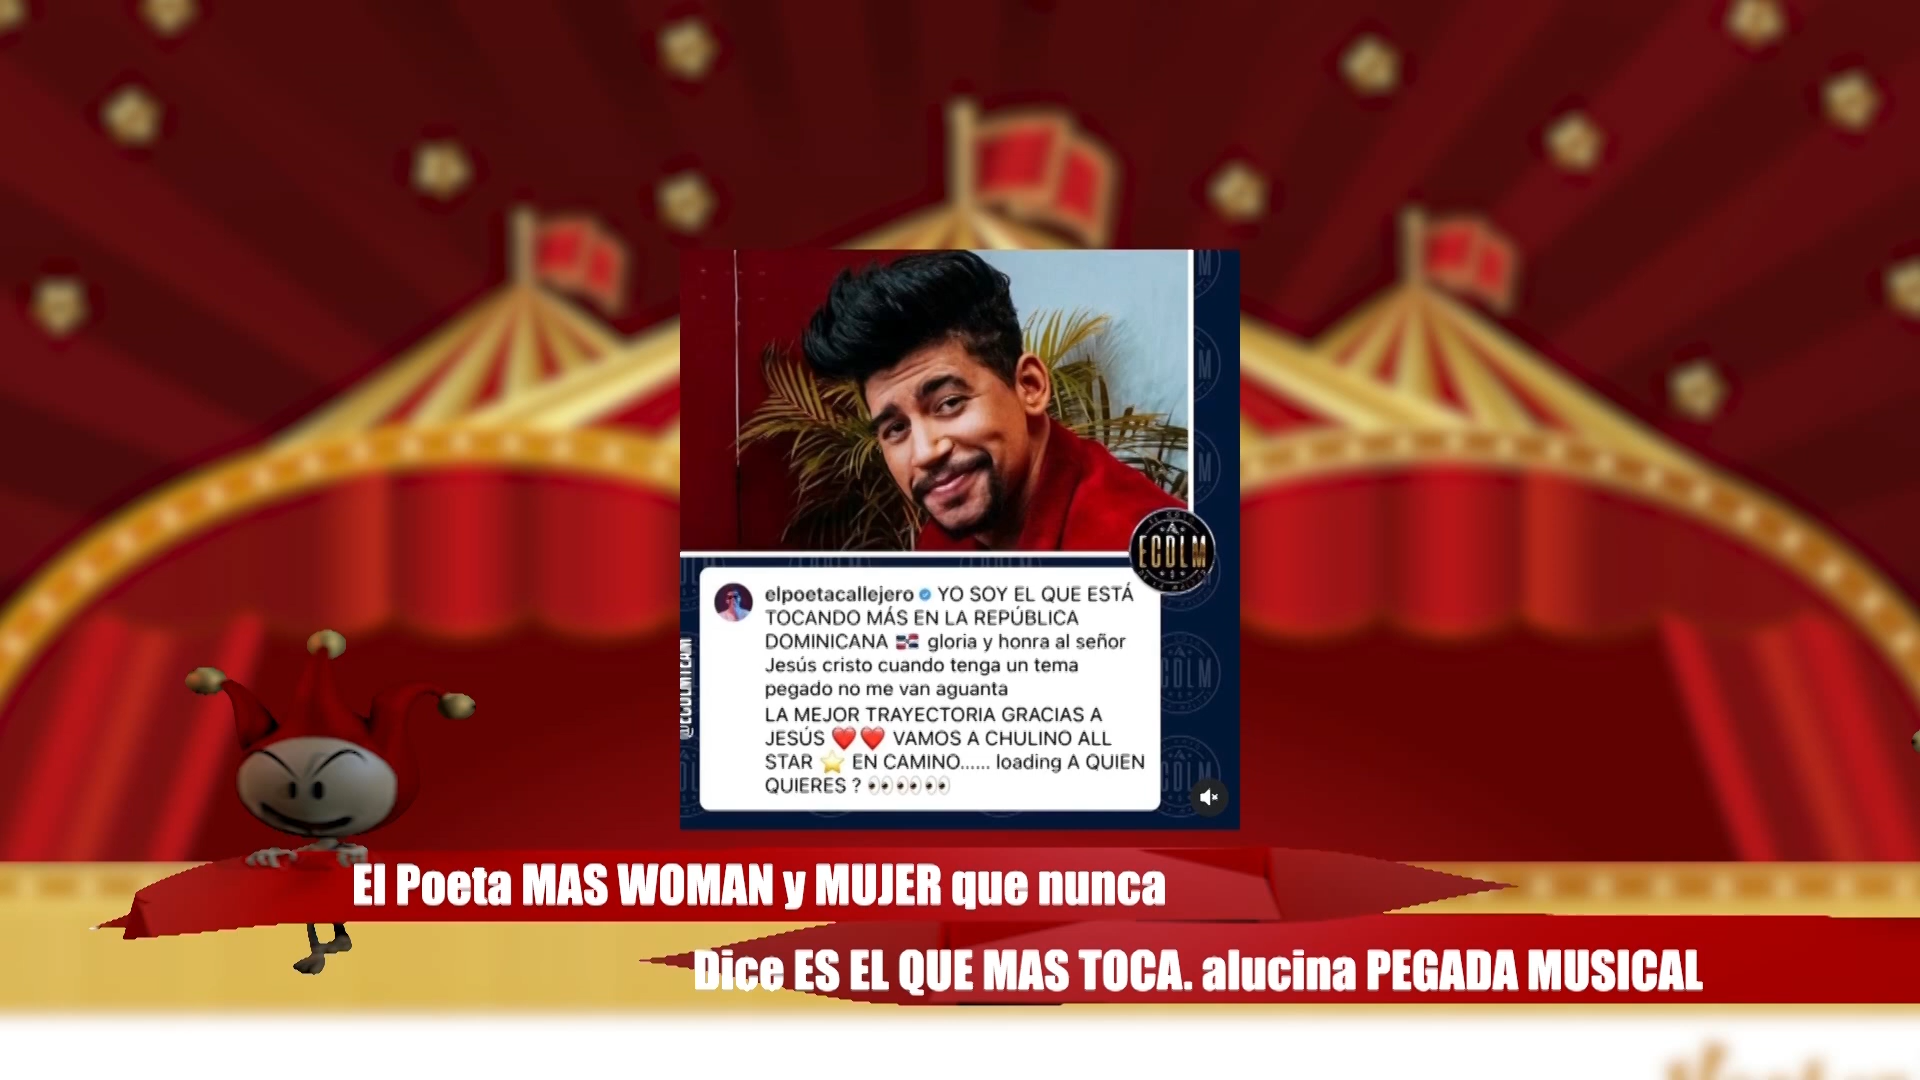 ECDLM
elpoetacallejero YO SOY EL QUE ESTÁ
TOCANDO MÁS EN LA REPÚBLICA
DOMINICANA 🇩🇴 gloria y honra al señor
Jesús cristo cuando tenga un tema
pegado no me van aguanta
LA MEJOR TRAYECTORIA GRACIAS A
JESÚS ❤️❤️ VAMOS A CHULINO ALL
STAR ⭐ EN CAMINO...... loading A QUIEN
QUIERES ? 👀👀👀
@ECDLMTEAM
El Poeta MAS WOMAN y MUJER que nunca
Dice ES EL QUE MAS TOCA. alucina PEGADA MUSICAL